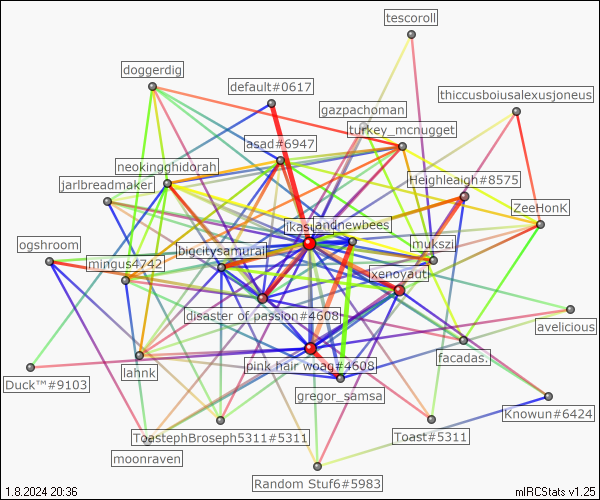 tescoroll
doggerdig
default#0617
thiccusboiusalexusjoneus
gazpachoman
turkey_mcnugget
asad#6947
neokingghidorah
Heighleaigh#8575
jarlbreadmaker
ZeeHonK
andnewbees
ogshroom
mukszi
bigcitysamurai
mingus4742
xenoyaut
disaster of passion#4608
avelicious
facadas.
pink hair woag#4608
lahnk
Duck™#9103
gregor_samsa
Knowun#6424
ToastephBroseph5311#5311
Toast#5311
moonraven
Random Stuf6#5983
1.8.2024 20:36
mIRCStats v1.25